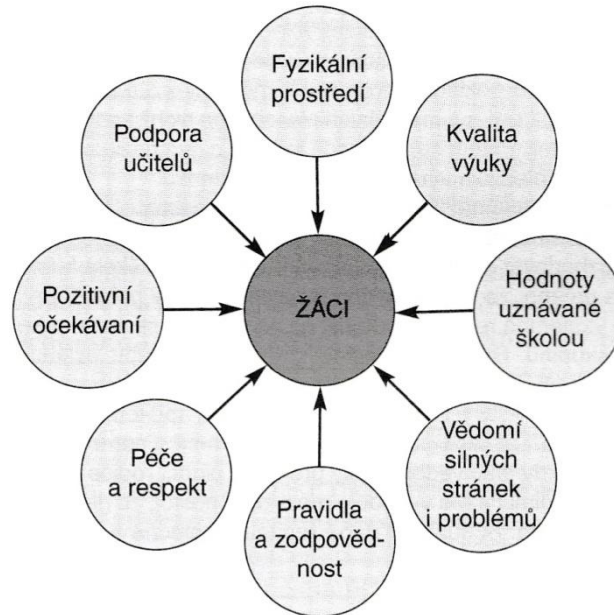 Fyzikální
prostředí
Kvalita
výuky
Hodnoty
uznávané
školou
Vědomí
silných
stránek
i problémů
Pravidla
a zodpověd-
nost
Péče
a respekt
Pozitivní
očekávaní
Podpora
učitelů
ŽÁCI